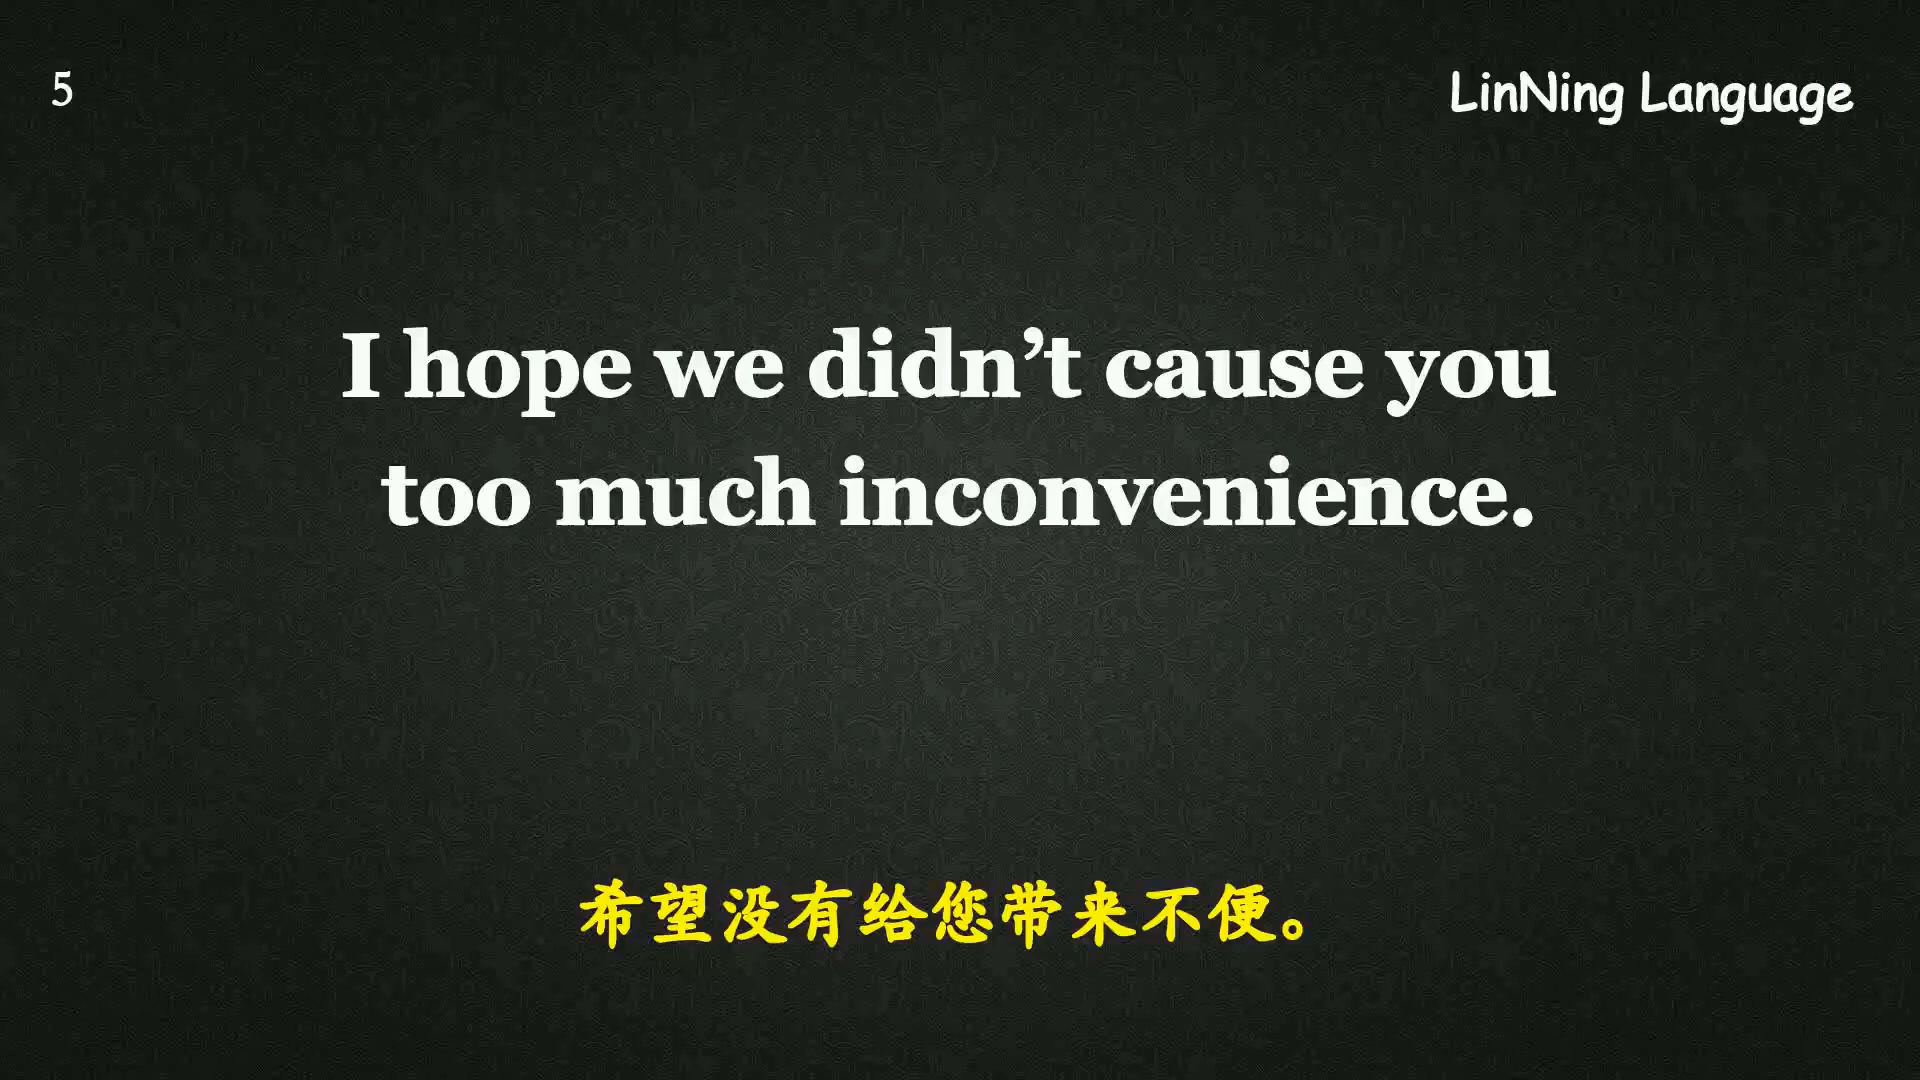 5
LinNing Language
I hope we didn’t cause you
too much inconvenience.
希望没有给您带来不便。